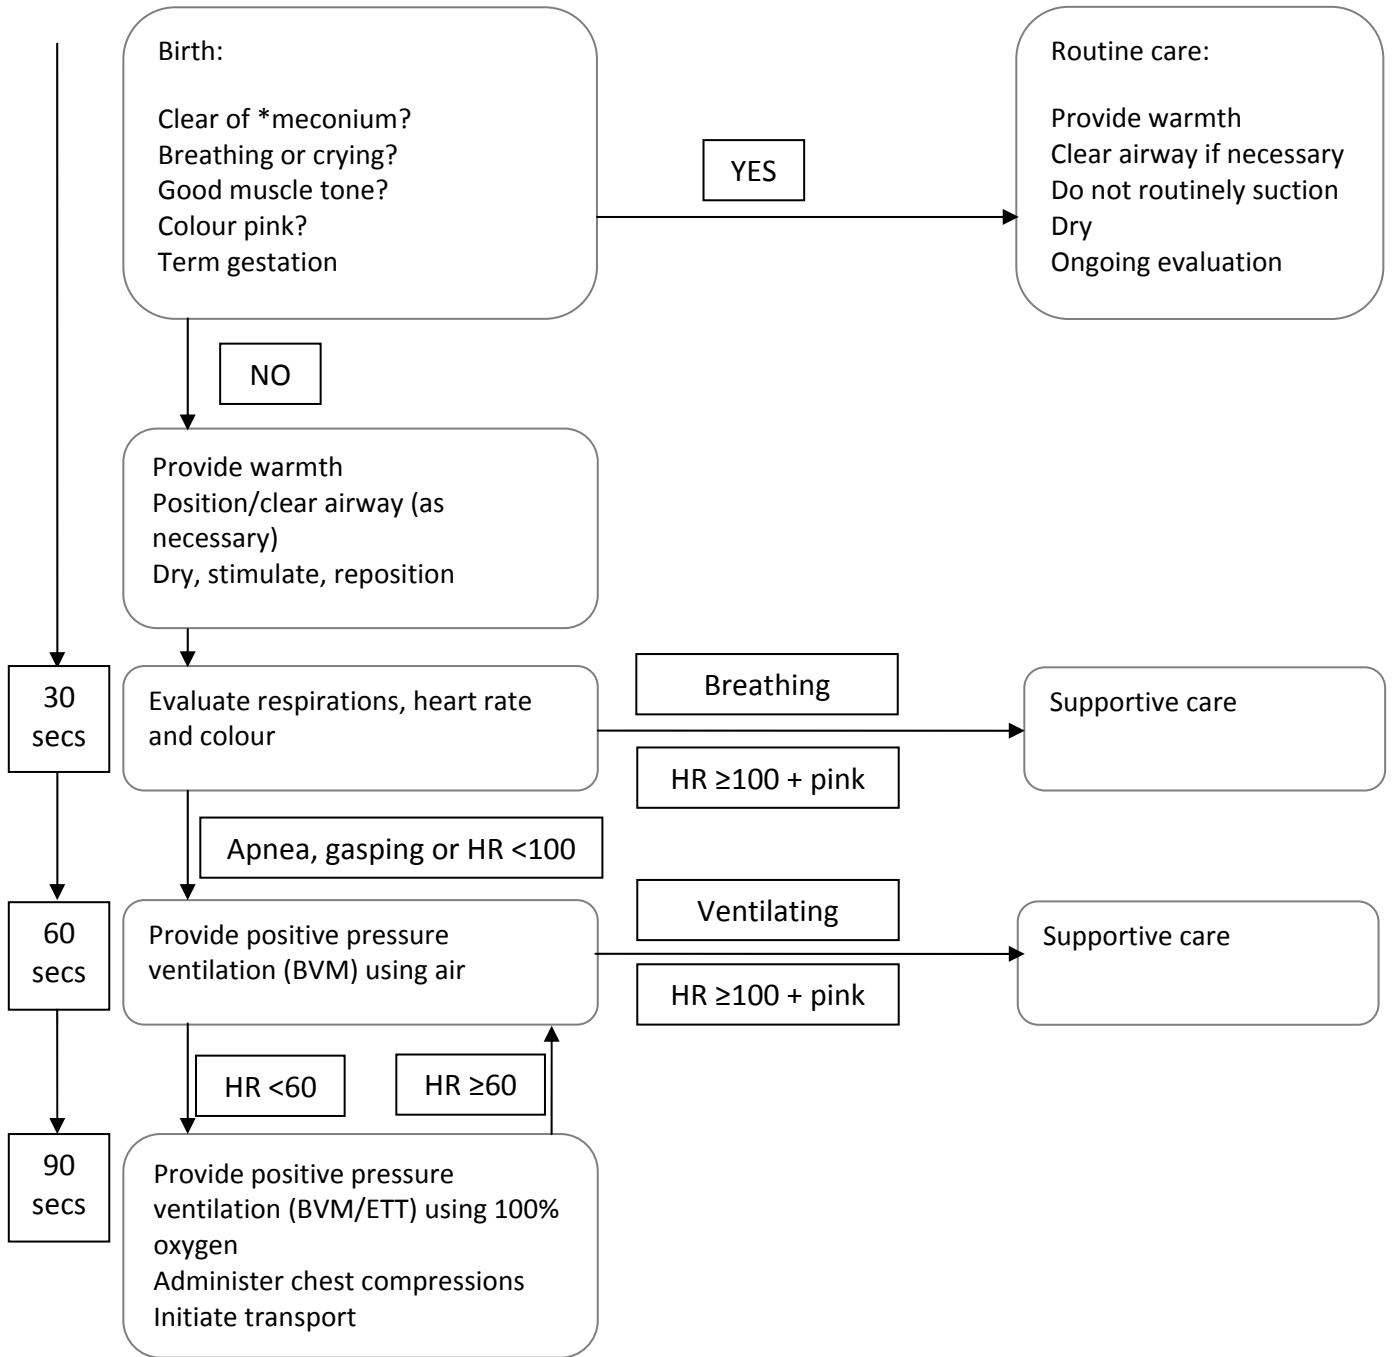 Birth:
Clear of *meconium?
Breathing or crying?
Good muscle tone?
Colour pink?
Term gestation
YES
Routine care:
Provide warmth
Clear airway if necessary
Do not routinely suction
Dry
Ongoing evaluation
NO
Provide warmth
Position/clear airway (as
necessary)
Dry, stimulate, reposition
30
secs
Evaluate respirations, heart rate
and colour
Breathing
HR ≥100 + pink
Supportive care
Apnea, gasping or HR <100
60
secs
Provide positive pressure
ventilation (BVM) using air
Ventilating
HR ≥100 + pink
Supportive care
HR <60
HR ≥60
90
secs
Provide positive pressure
ventilation (BVM/ETT) using 100%
oxygen
Administer chest compressions
Initiate transport